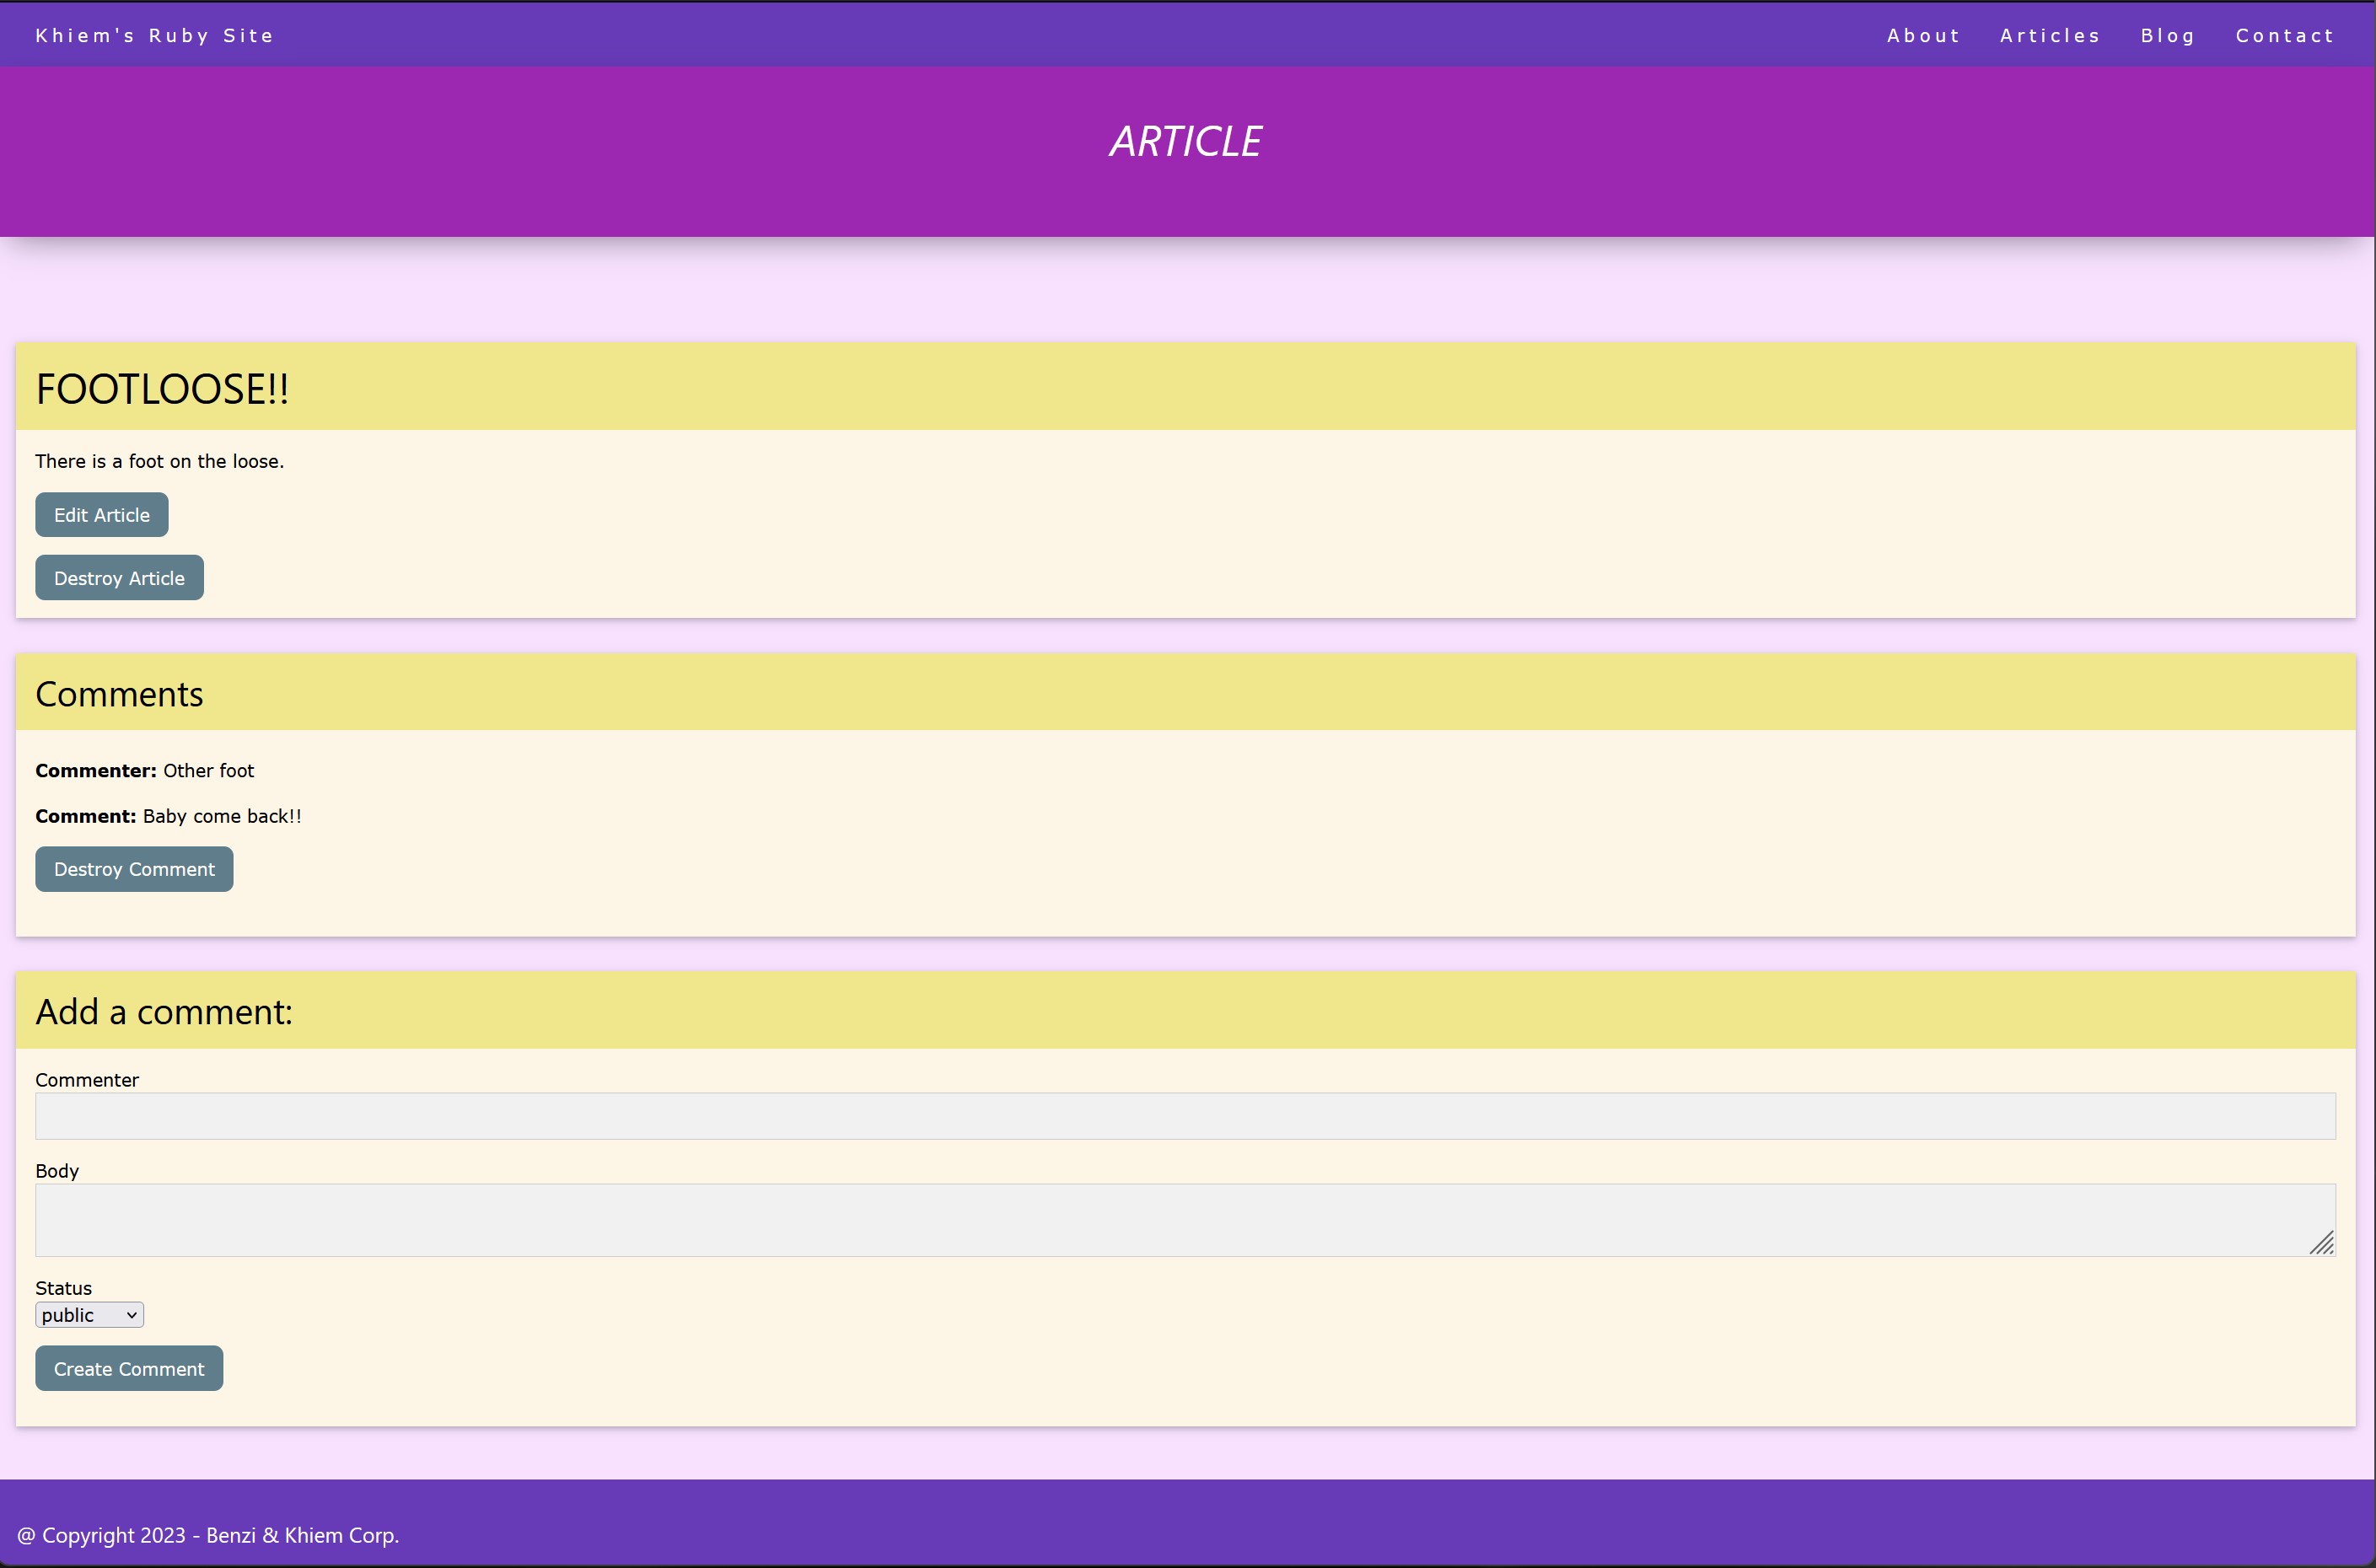 Khiem's Ruby Site About Articles Blog Contact
ARTICLE
FOOTLOOSE!!
There is a foot on the loose.
Edit Article
Destroy Article
Comments
Commenter: Other foot
Comment: Baby come back!!
Destroy Comment
Add a comment:
Commenter
Body
Status
public
Create Comment
@ Copyright 2023 - Benzi & Khiem Corp.